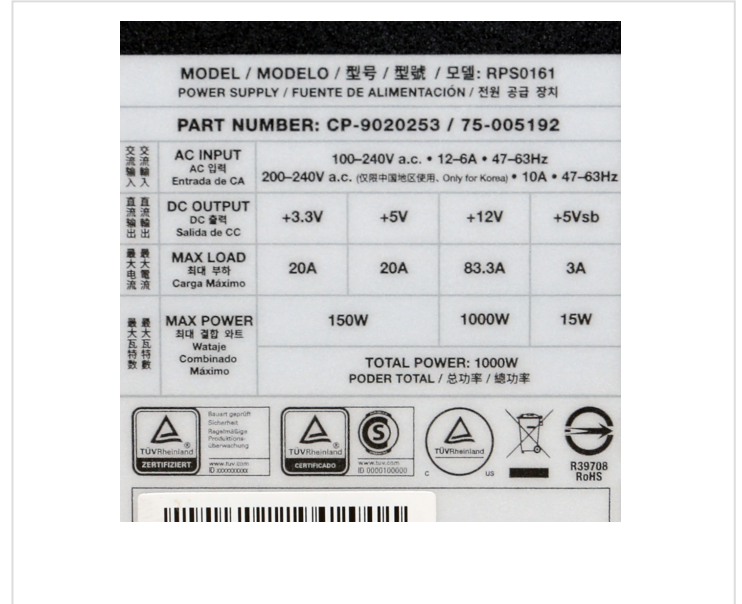 MODEL / MODELO / 型号 / 型號 / 모델: RPS0161
POWER SUPPLY / FUENTE DE ALIMENTACIÓN / 전원 공급 장치
PART NUMBER: CP-9020253 / 75-005192
交流输入 交流輸入
AC INPUT
AC 입력
Entrada de CA
100–240V a.c. • 12–6A • 47–63Hz
200–240V a.c. (仅限中国地区使用、Only for Korea) • 10A • 47–63Hz
直流输出 直流輸出
DC OUTPUT
DC 출력
Salida de CC
+3.3V +5V +12V +5Vsb
最大电流 最大電流
MAX LOAD
최대 부하
Carga Máximo
20A 20A 83.3A 3A
最大瓦特数 最大瓦特數
MAX POWER
최대 결합 와트
Wataje
Combinado
Máximo
150W 1000W 15W
TOTAL POWER: 1000W
PODER TOTAL / 总功率 / 總功率
TÜVRheinland
ZERTIFIZIERT
Bauart geprüft
Sicherheit
Regelmäßige
Produktions-
überwachung
www.tuv.com
ID xxxxxxxxx
TÜVRheinland
CERTIFICADO
S
www.tuv.com
ID 0000100000
TÜVRheinland
C US
R39708
RoHS